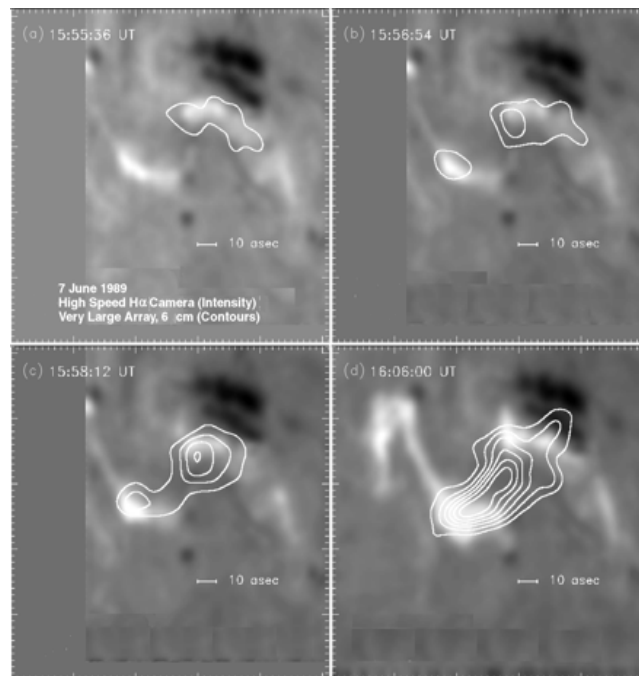 (a) 15:55:36 UT
(b) 15:56:54 UT
10 asec
10 asec
7 June 1989
High Speed Hα Camera (Intensity)
Very Large Array, 6 cm (Contours)
(c) 15:58:12 UT
(d) 16:06:00 UT
10 asec
10 asec